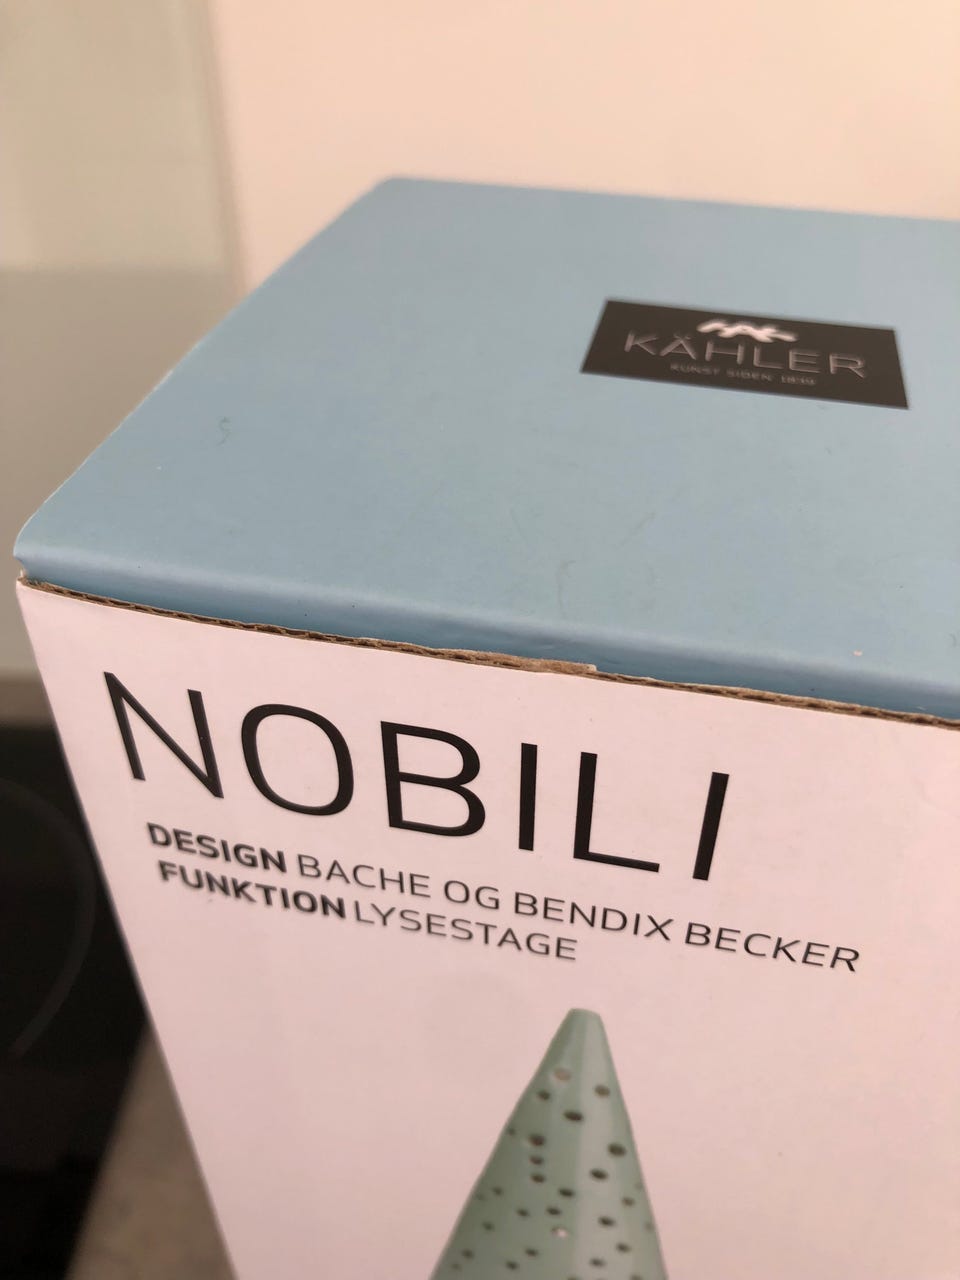 KÄHLER
KUNST SIDEN 1839
NOBILI
DESIGN BACHE OG BENDIX BECKER
FUNKTION LYSESTAGE